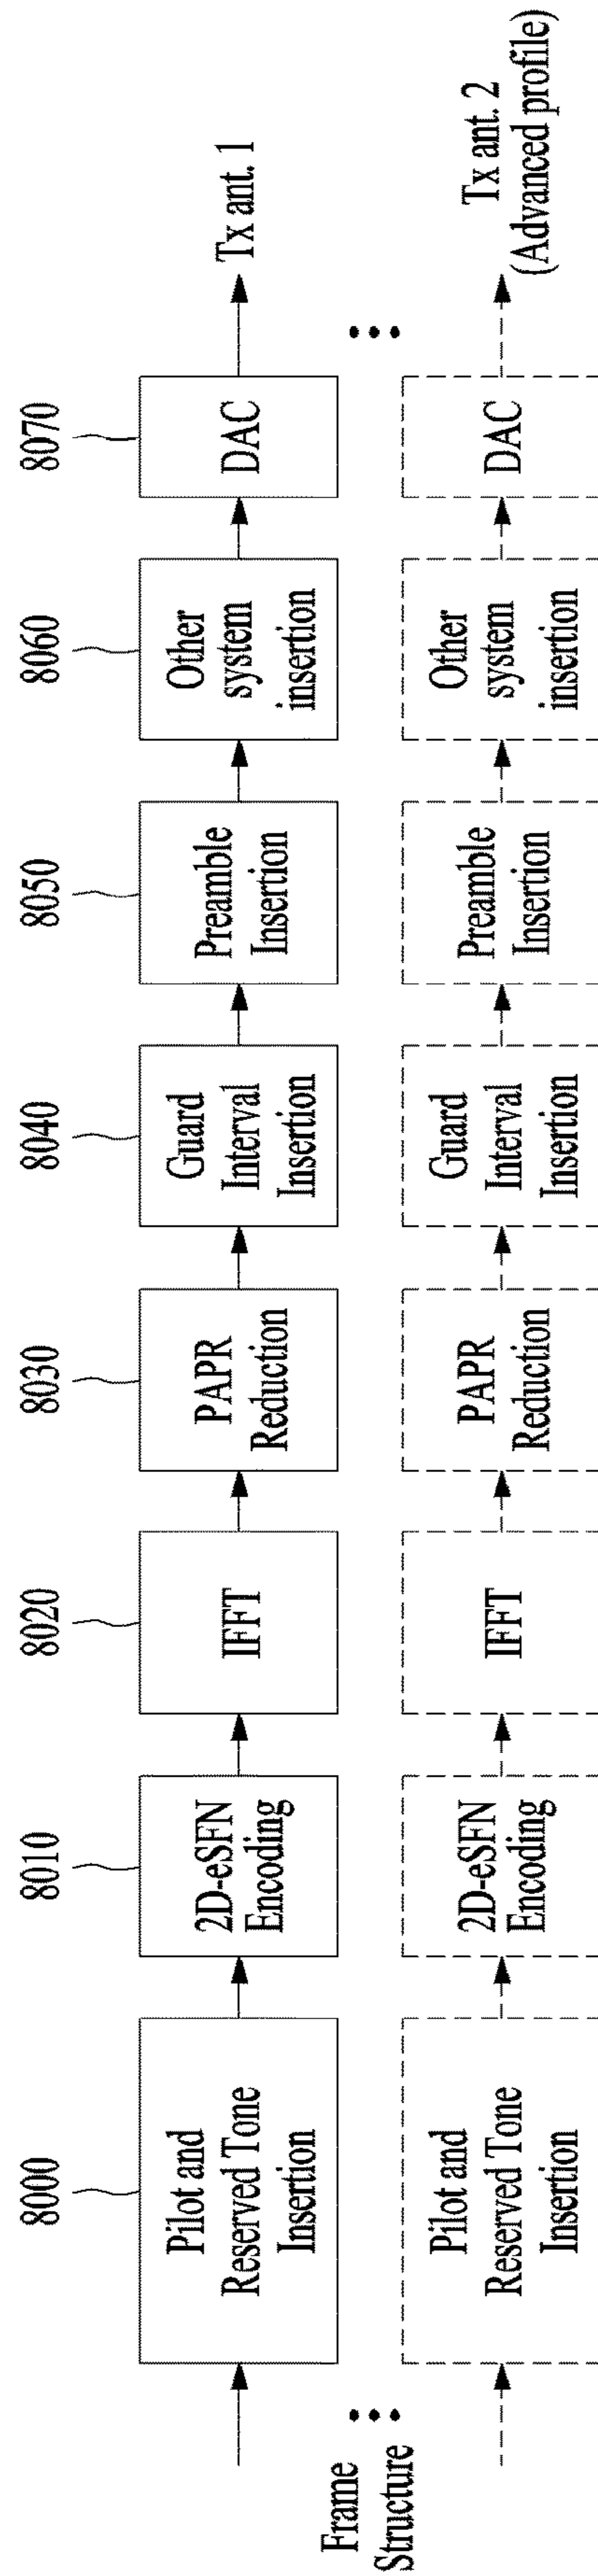 8000
8010
8020
8030
8040
8050
8060
8070
Pilot and
Reserved Tone
Insertion
2D-eSFN
Encoding
IFFT
PAPR
Reduction
Guard
Interval
Insertion
Preamble
Insertion
Other
system
insertion
DAC
Tx ant. 1
Frame
Structure
Pilot and
Reserved Tone
Insertion
2D-eSFN
Encoding
IFFT
PAPR
Reduction
Guard
Interval
Insertion
Preamble
Insertion
Other
system
insertion
DAC
Tx ant. 2
(Advanced profile)